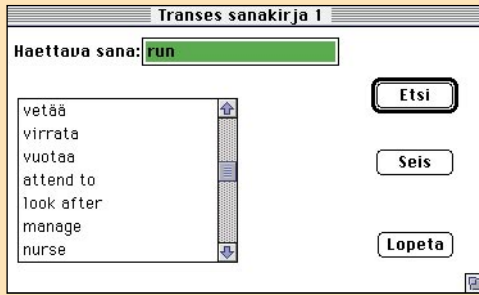 Transes sanakirja 1
Haettava sana: run
Etsi
vetää
virrata
vuotaa
attend to
look after
manage
nurse
Seis
Lopeta